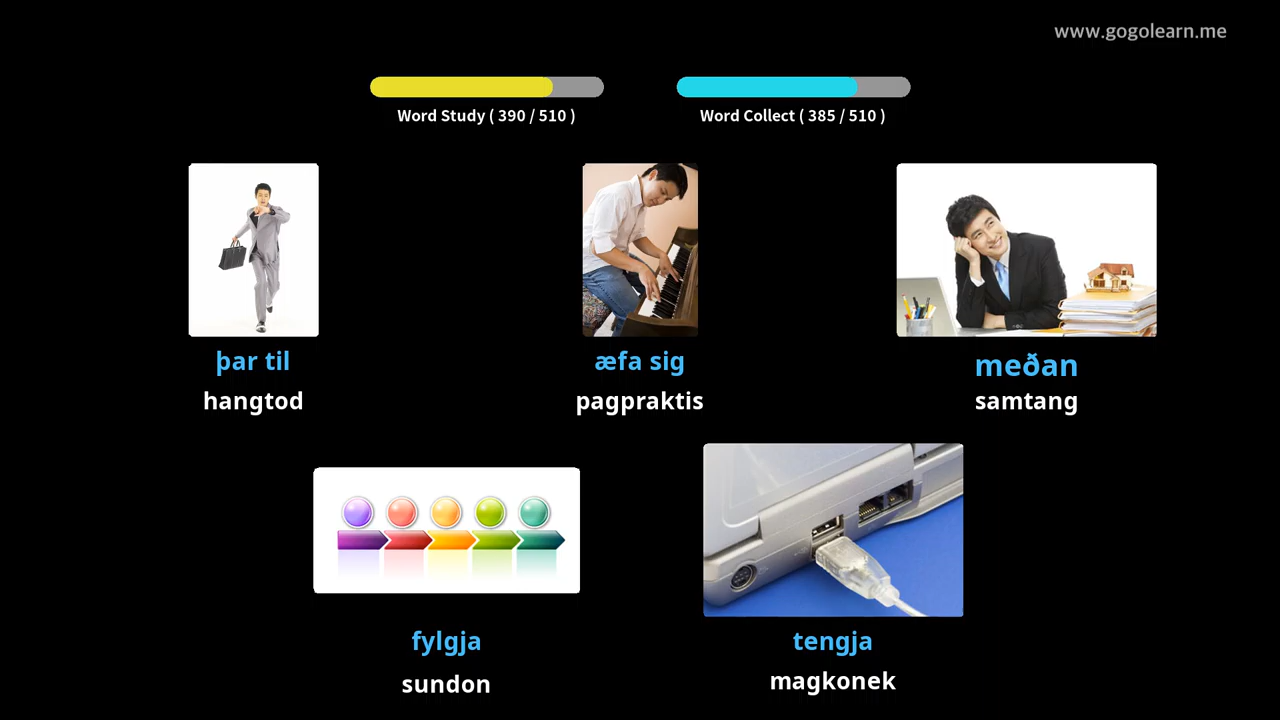 www.gogolearn.me
Word Study ( 390 / 510 )
Word Collect ( 385 / 510 )
þar til
hangtod
æfa sig
pagpraktis
meðan
samtang
fylgja
sundon
tengja
magkonek